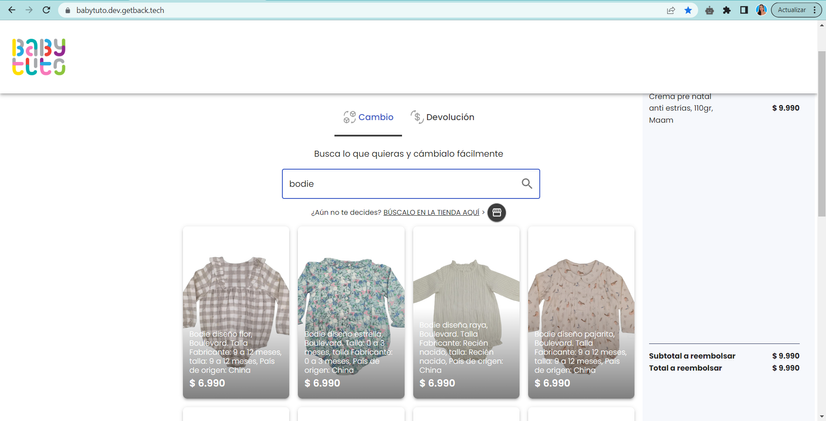 babytuto.dev.getback.tech
Actualizar
BABY
tuto
Cambio
Devolución
Busca lo que quieras y cámbialo fácilmente
bodie
¿Aún no te decides? BÚSCALO EN LA TIENDA AQUÍ >
Bodie diseño flor,
Boulevard. Talla
Fabricante: 9 a 12 meses,
talla: 9 a 12 meses, País
de origen: China
$ 6.990
Bodie diseño estrella,
Boulevard. Talla: 0 a 3
meses, talla Fabricante:
0 a 3 meses, País de
origen: China
$ 6.990
Bodie diseño raya,
Boulevard. Talla
Fabricante: Recién
nacido, talla: Recién
nacido, País de origen:
China
$ 6.990
Bodie diseño pajarito,
Boulevard. Talla
Fabricante: 9 a 12 meses,
talla: 9 a 12 meses, País
de origen: China
$ 6.990
Crema pre natal
anti estrias, 110gr,
Maam
$ 9.990
Subtotal a reembolsar $ 9.990
Total a reembolsar $ 9.990